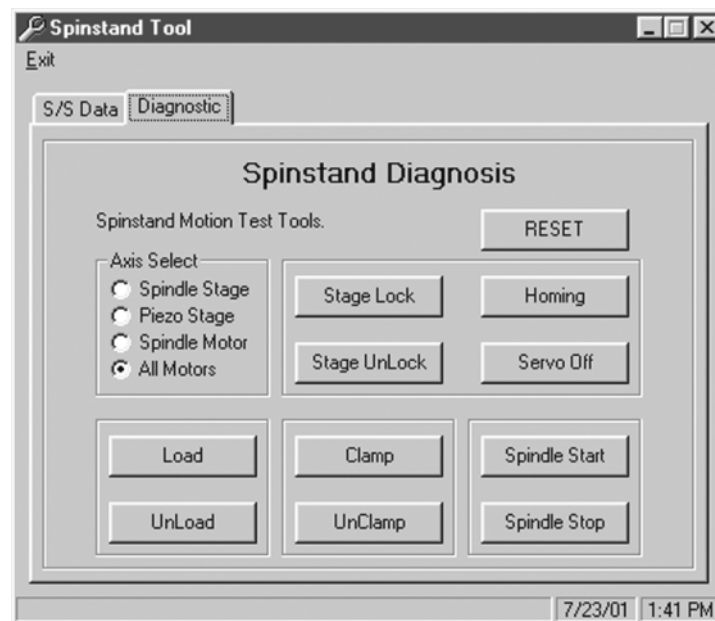 Spinstand Tool
Exit
S/S Data
Diagnostic
Spinstand Diagnosis
Spinstand Motion Test Tools.
RESET
Axis Select
Spindle Stage
Piezo Stage
Spindle Motor
All Motors
Stage Lock
Homing
Stage UnLock
Servo Off
Load
Clamp
Spindle Start
UnLoad
UnClamp
Spindle Stop
7/23/01
1:41 PM